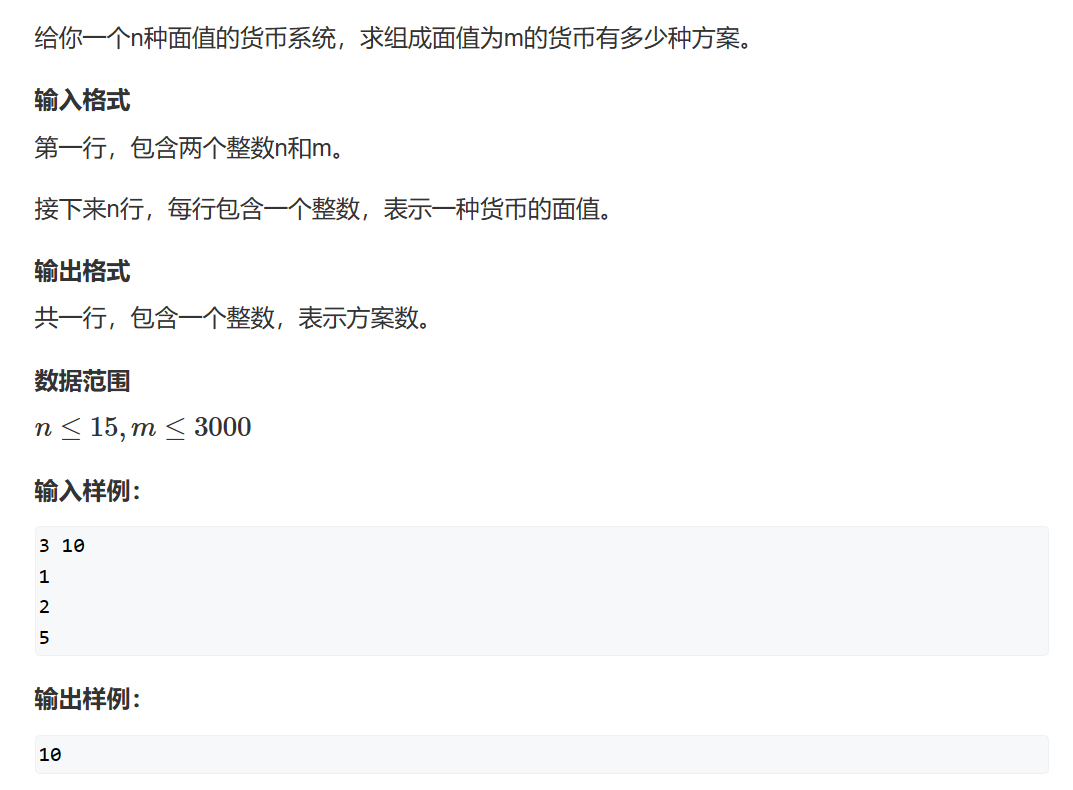 给你一个n种面值的货币系统，求组成面值为m的货币有多少种方案。
输入格式
第一行，包含两个整数n和m。
接下来n行，每行包含一个整数，表示一种货币的面值。
输出格式
共一行，包含一个整数，表示方案数。
数据范围
n ≤ 15, m ≤ 3000
输入样例：
3 10
1
2
5
输出样例：
10